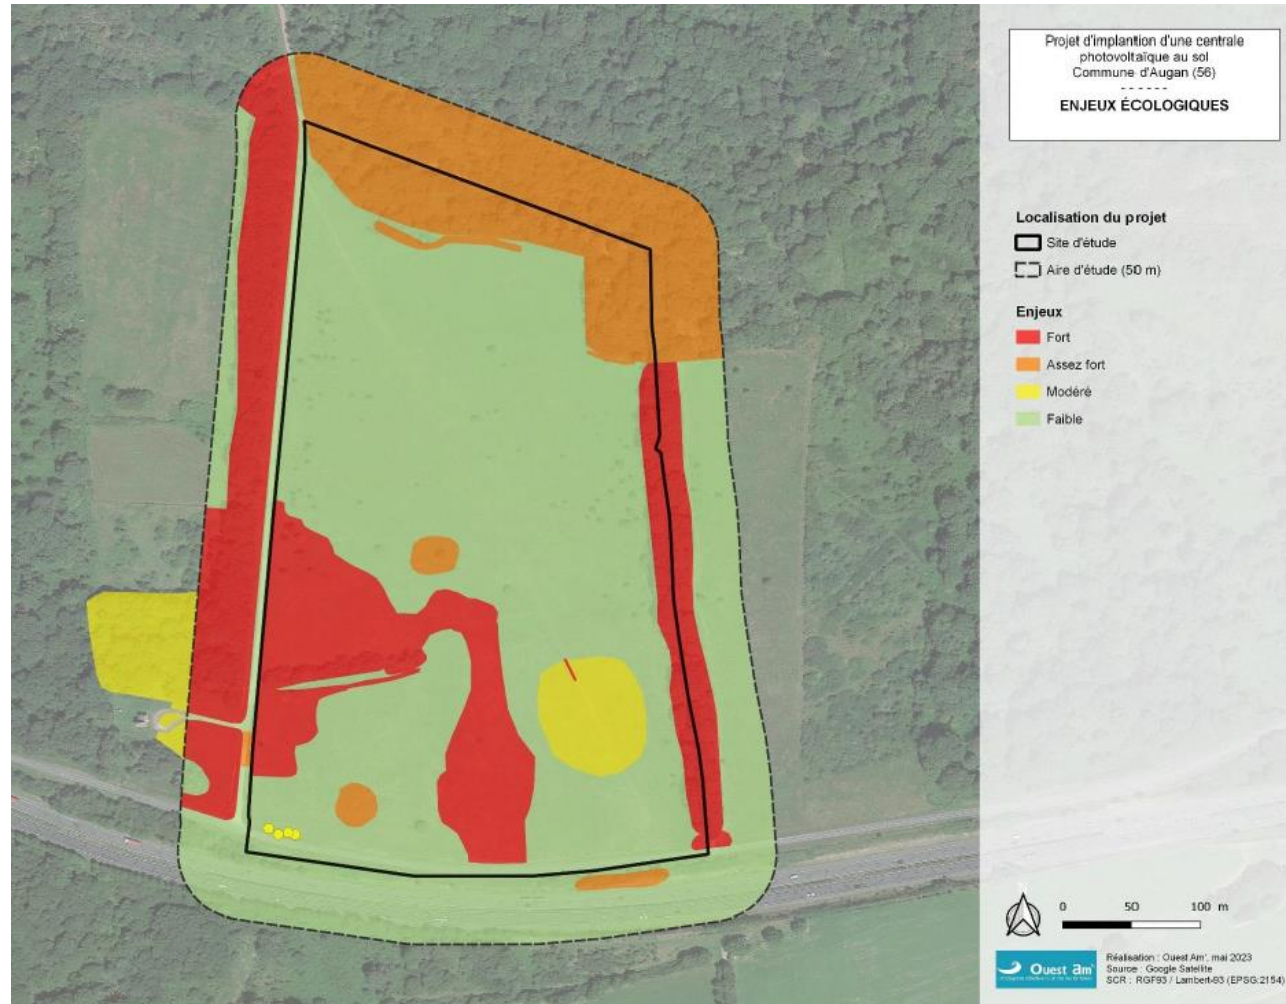 Projet d'implantion d'une centrale
photovoltaïque au sol
Commune d'Augan (56)
------
ENJEUX ÉCOLOGIQUES
Localisation du projet
Site d'étude
Aire d'étude (50 m)
Enjeux
Fort
Assez fort
Modéré
Faible
N
0 50 100 m
Ouest am'
Réalisation : Ouest Am', mai 2023
Source : Google Satellite
SCR : RGF93 / Lambert-93 (EPSG:2154)